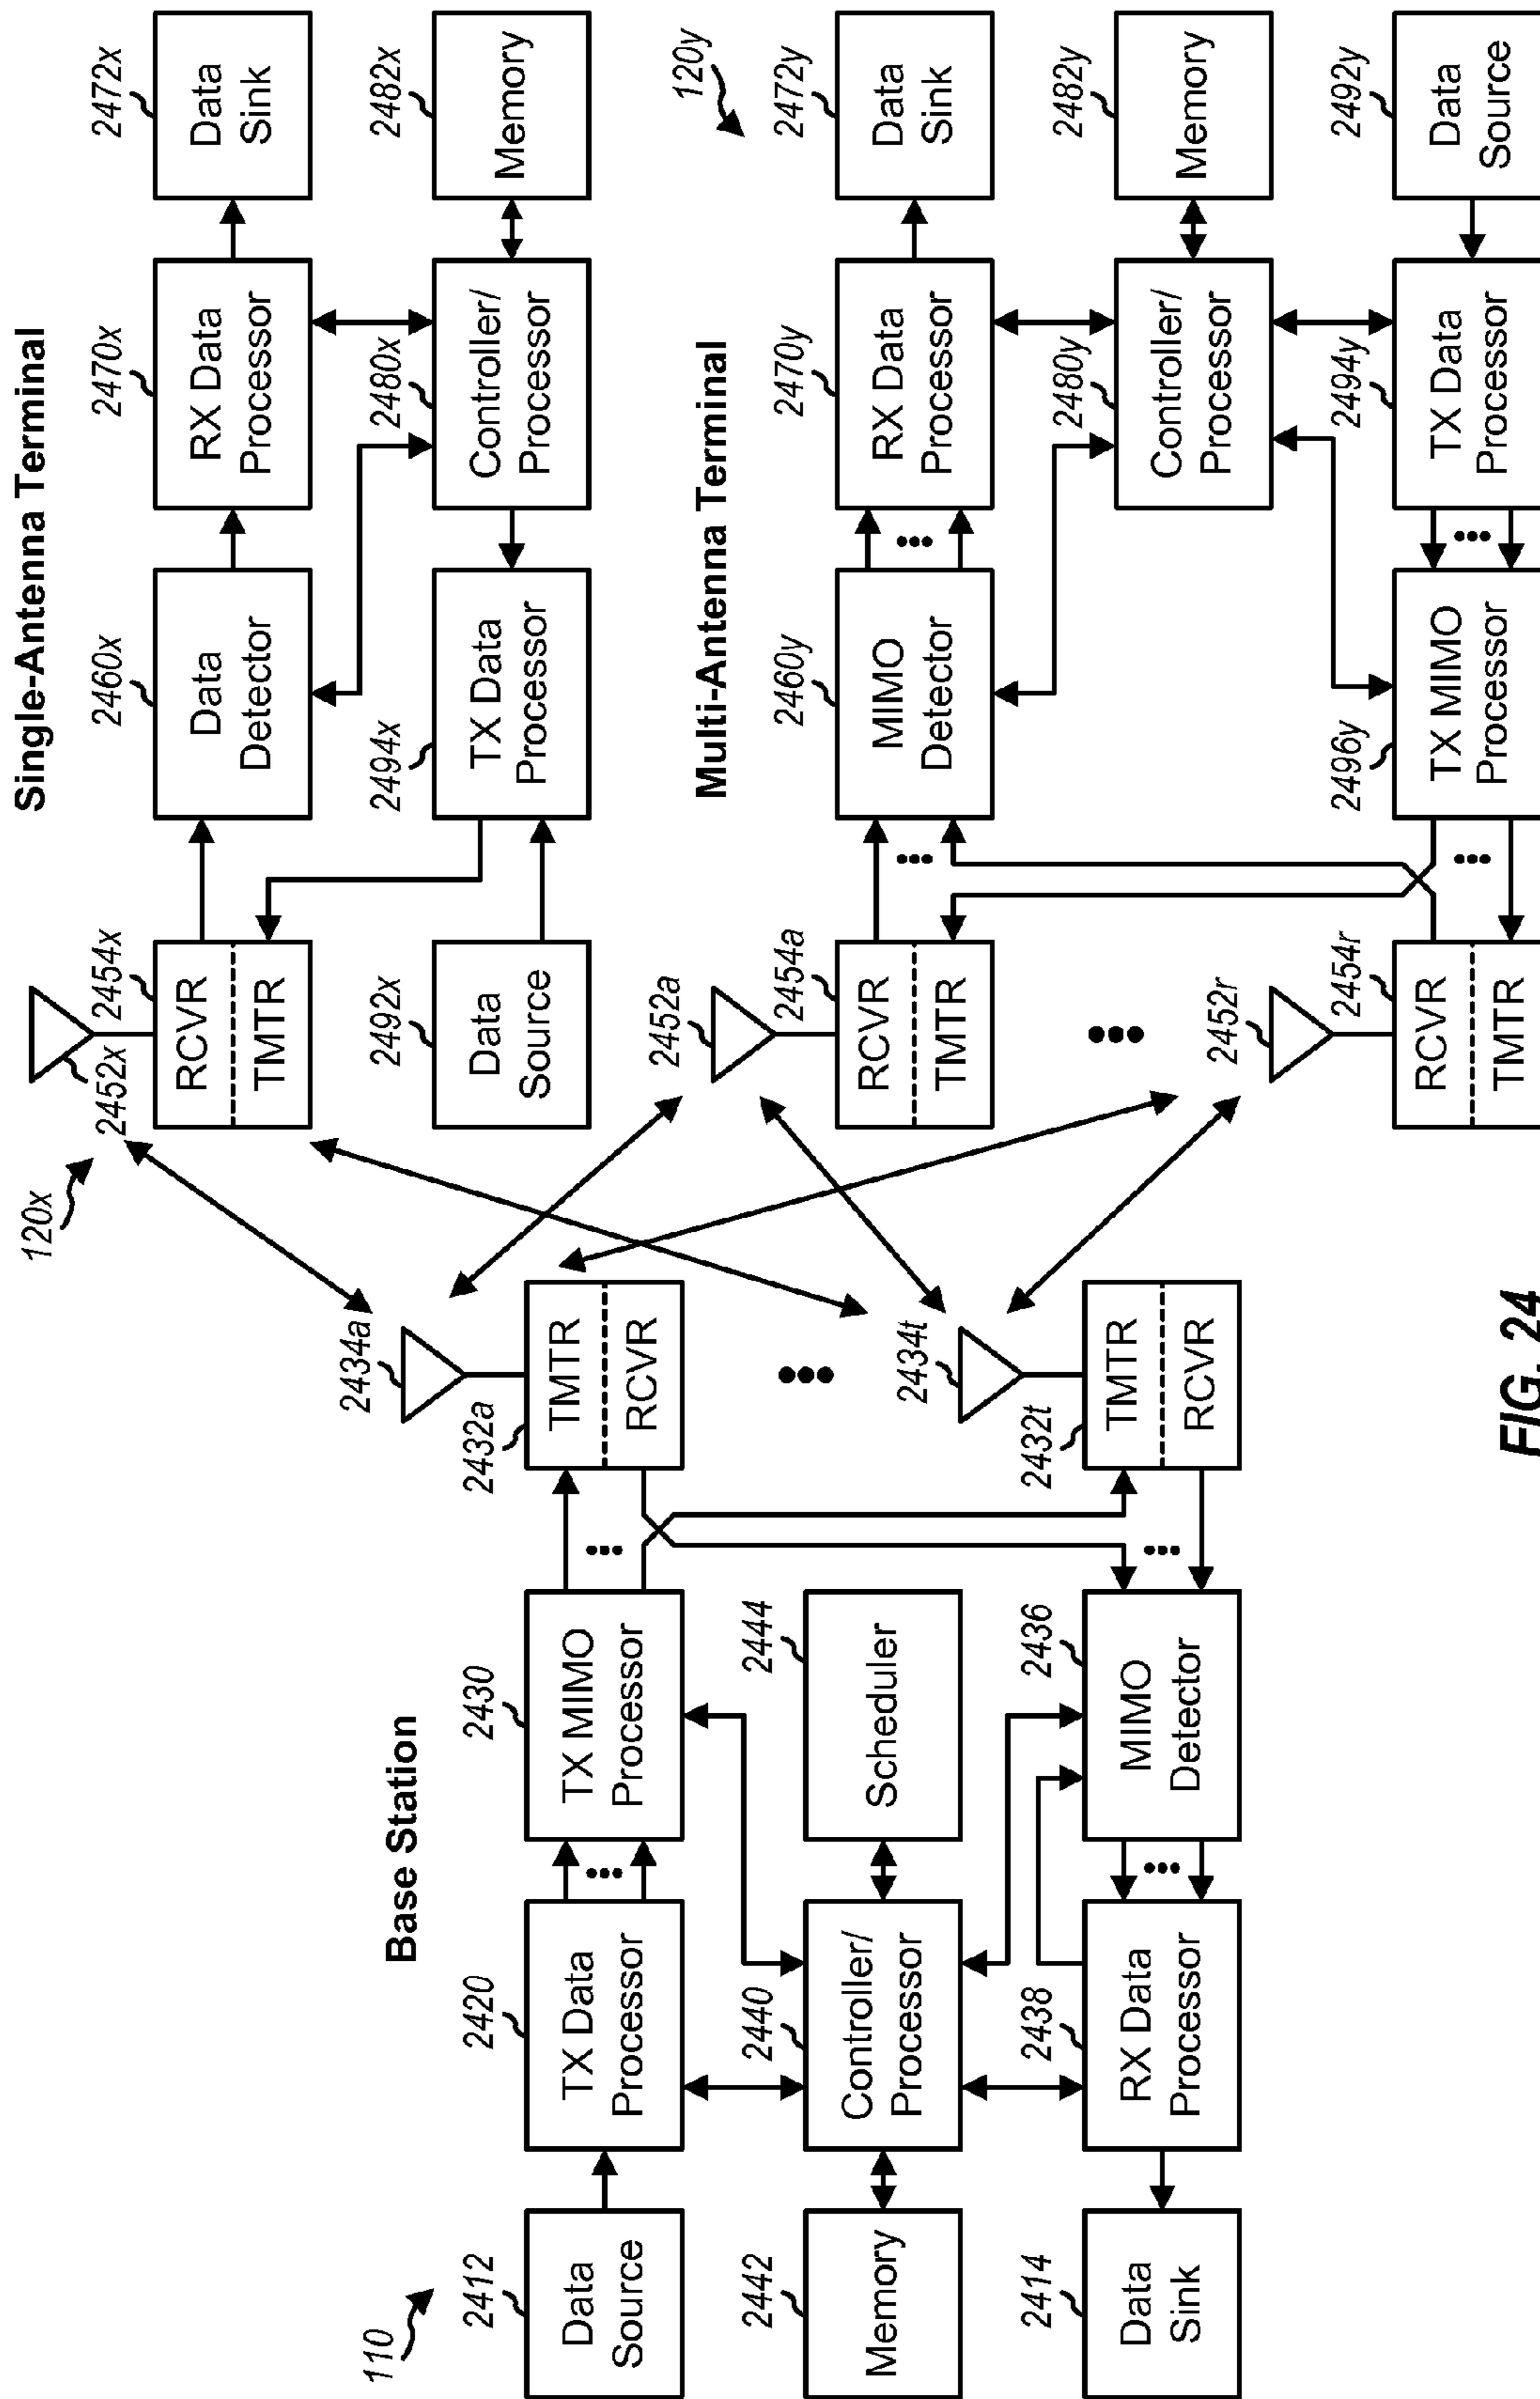 Base Station
110
2412
Data
Source
2420
TX Data
Processor
2430
TX MIMO
Processor
2432a
TMTR
RCVR
2434a
2442
Memory
2440
Controller/
Processor
2444
Scheduler
2414
Data
Sink
2438
RX Data
Processor
2436
MIMO
Detector
2432t
TMTR
RCVR
2434t
Single-Antenna Terminal
120x
2452x
2454x
RCVR
TMTR
2460x
Data
Detector
2470x
RX Data
Processor
2472x
Data
Sink
2492x
Data
Source
2494x
TX Data
Processor
2480x
Controller/
Processor
2482x
Memory
Multi-Antenna Terminal
120y
2452a
2454a
RCVR
TMTR
2460y
MIMO
Detector
2470y
RX Data
Processor
2472y
Data
Sink
2480y
Controller/
Processor
2482y
Memory
2452r
2454r
RCVR
TMTR
2496y
TX MIMO
Processor
2494y
TX Data
Processor
2492y
Data
Source
FIG. 24